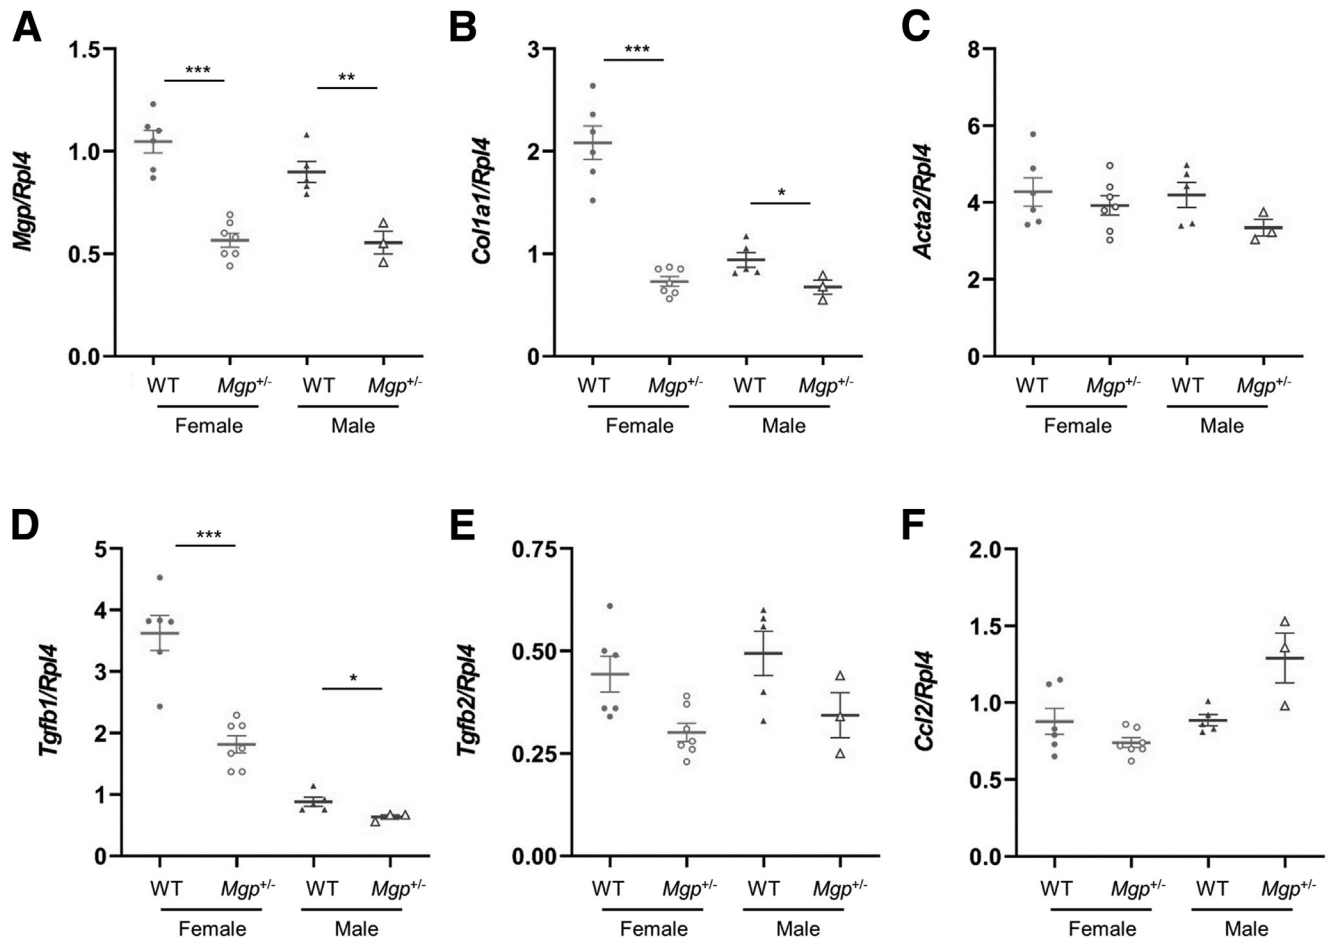 A
Mgp/Rpl4
1.5
1.0
0.5
0.0
***
**
WT Mgp+/- WT Mgp+/-
Female Male
B
Col1a1/Rpl4
3
2
1
0
***
*
WT Mgp+/- WT Mgp+/-
Female Male
C
Acta2/Rpl4
8
6
4
2
0
WT Mgp+/- WT Mgp+/-
Female Male
D
Tgfb1/Rpl4
5
4
3
2
1
0
***
*
WT Mgp+/- WT Mgp+/-
Female Male
E
Tgfb2/Rpl4
0.75
0.50
0.25
0.00
WT Mgp+/- WT Mgp+/-
Female Male
F
Ccl2/Rpl4
2.0
1.5
1.0
0.5
0.0
WT Mgp+/- WT Mgp+/-
Female Male